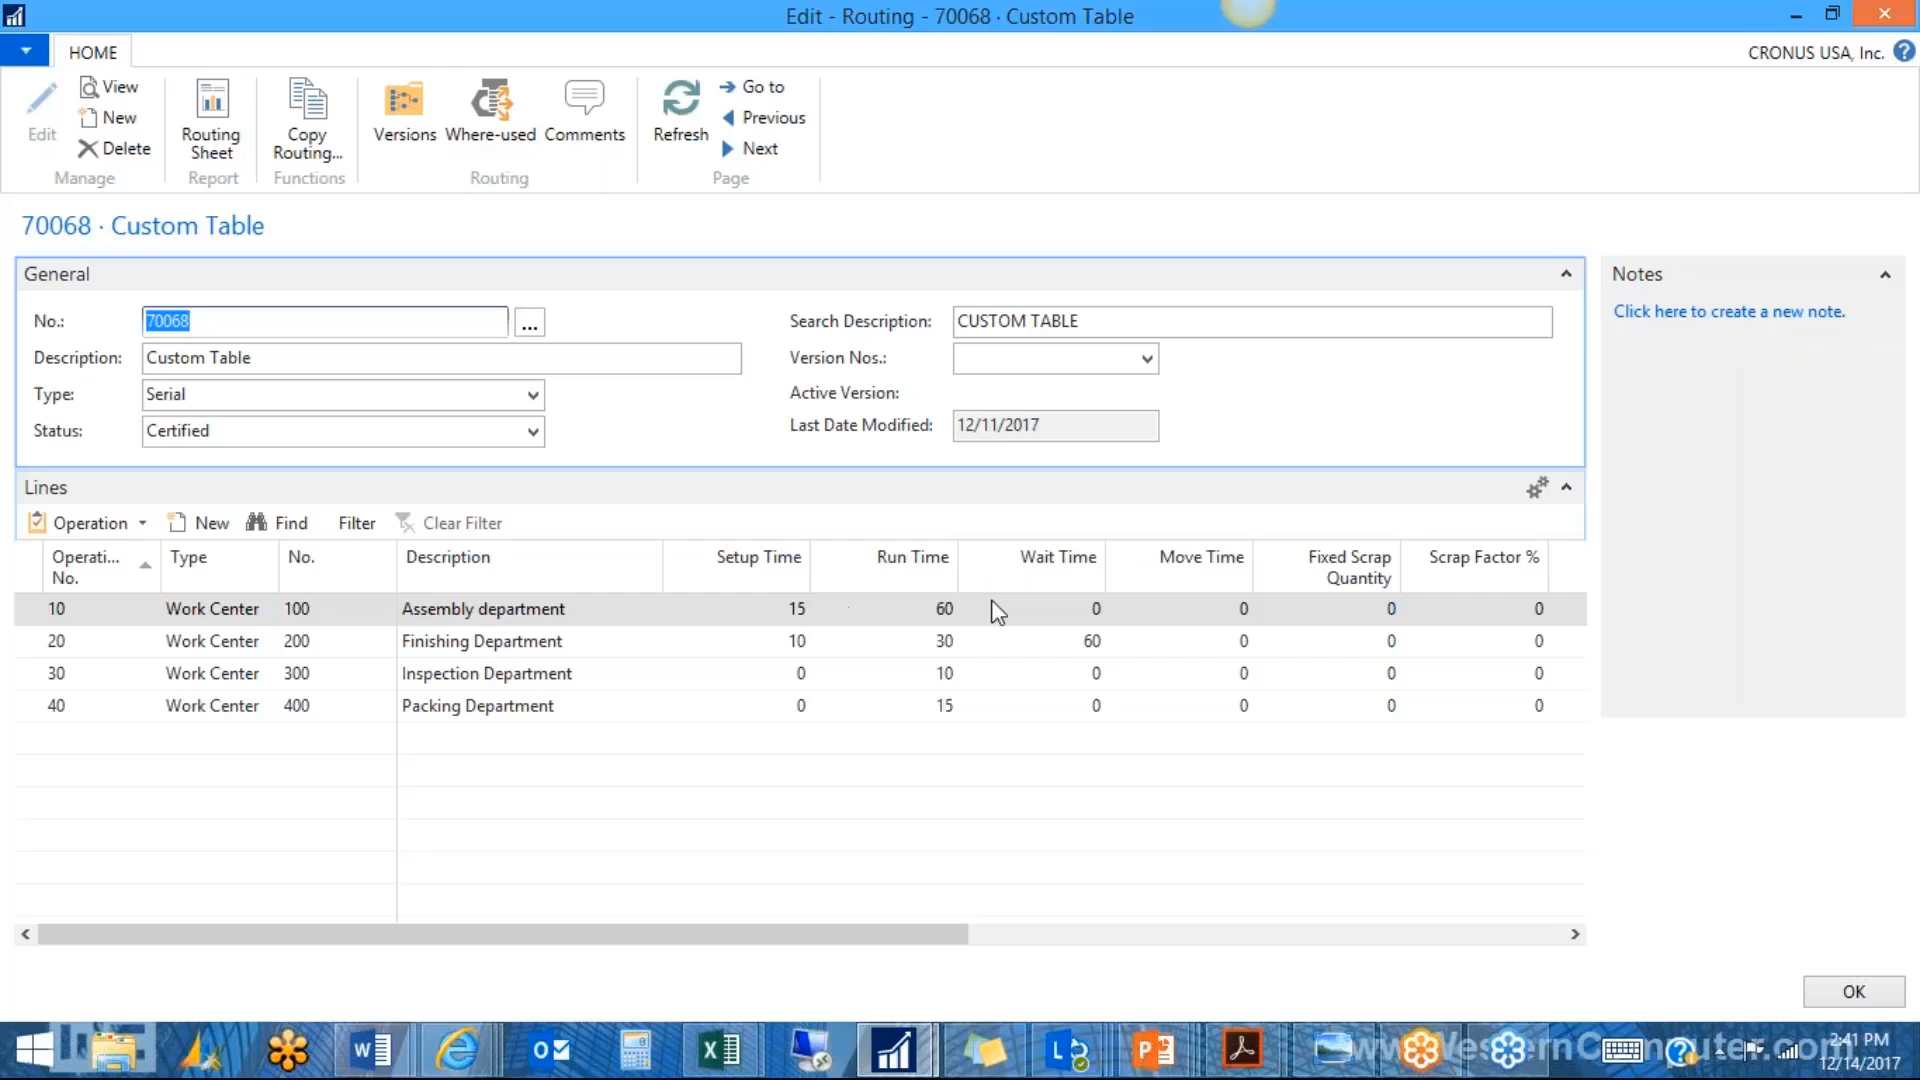 Edit - Routing - 70068 · Custom Table
HOME
CRONUS USA, Inc.
Edit
View
New
Delete
Manage
Routing Sheet
Report
Copy Routing...
Functions
Versions
Where-used
Comments
Routing
Refresh
Go to
Previous
Next
Page
70068 · Custom Table
General
No.: 70068 ...
Search Description: CUSTOM TABLE
Description: Custom Table
Version Nos.:
Type: Serial
Active Version:
Status: Certified
Last Date Modified: 12/11/2017
Notes
Click here to create a new note.
Lines
Operation New Find Filter Clear Filter
Operati... No. Type No. Description Setup Time Run Time Wait Time Move Time Fixed Scrap Quantity Scrap Factor %
10 Work Center 100 Assembly department 15 60 0 0 0 0
20 Work Center 200 Finishing Department 10 30 60 0 0 0
30 Work Center 300 Inspection Department 0 10 0 0 0 0
40 Work Center 400 Packing Department 0 15 0 0 0 0
OK
www.WesternComputer.com
2:41 PM
12/14/2017